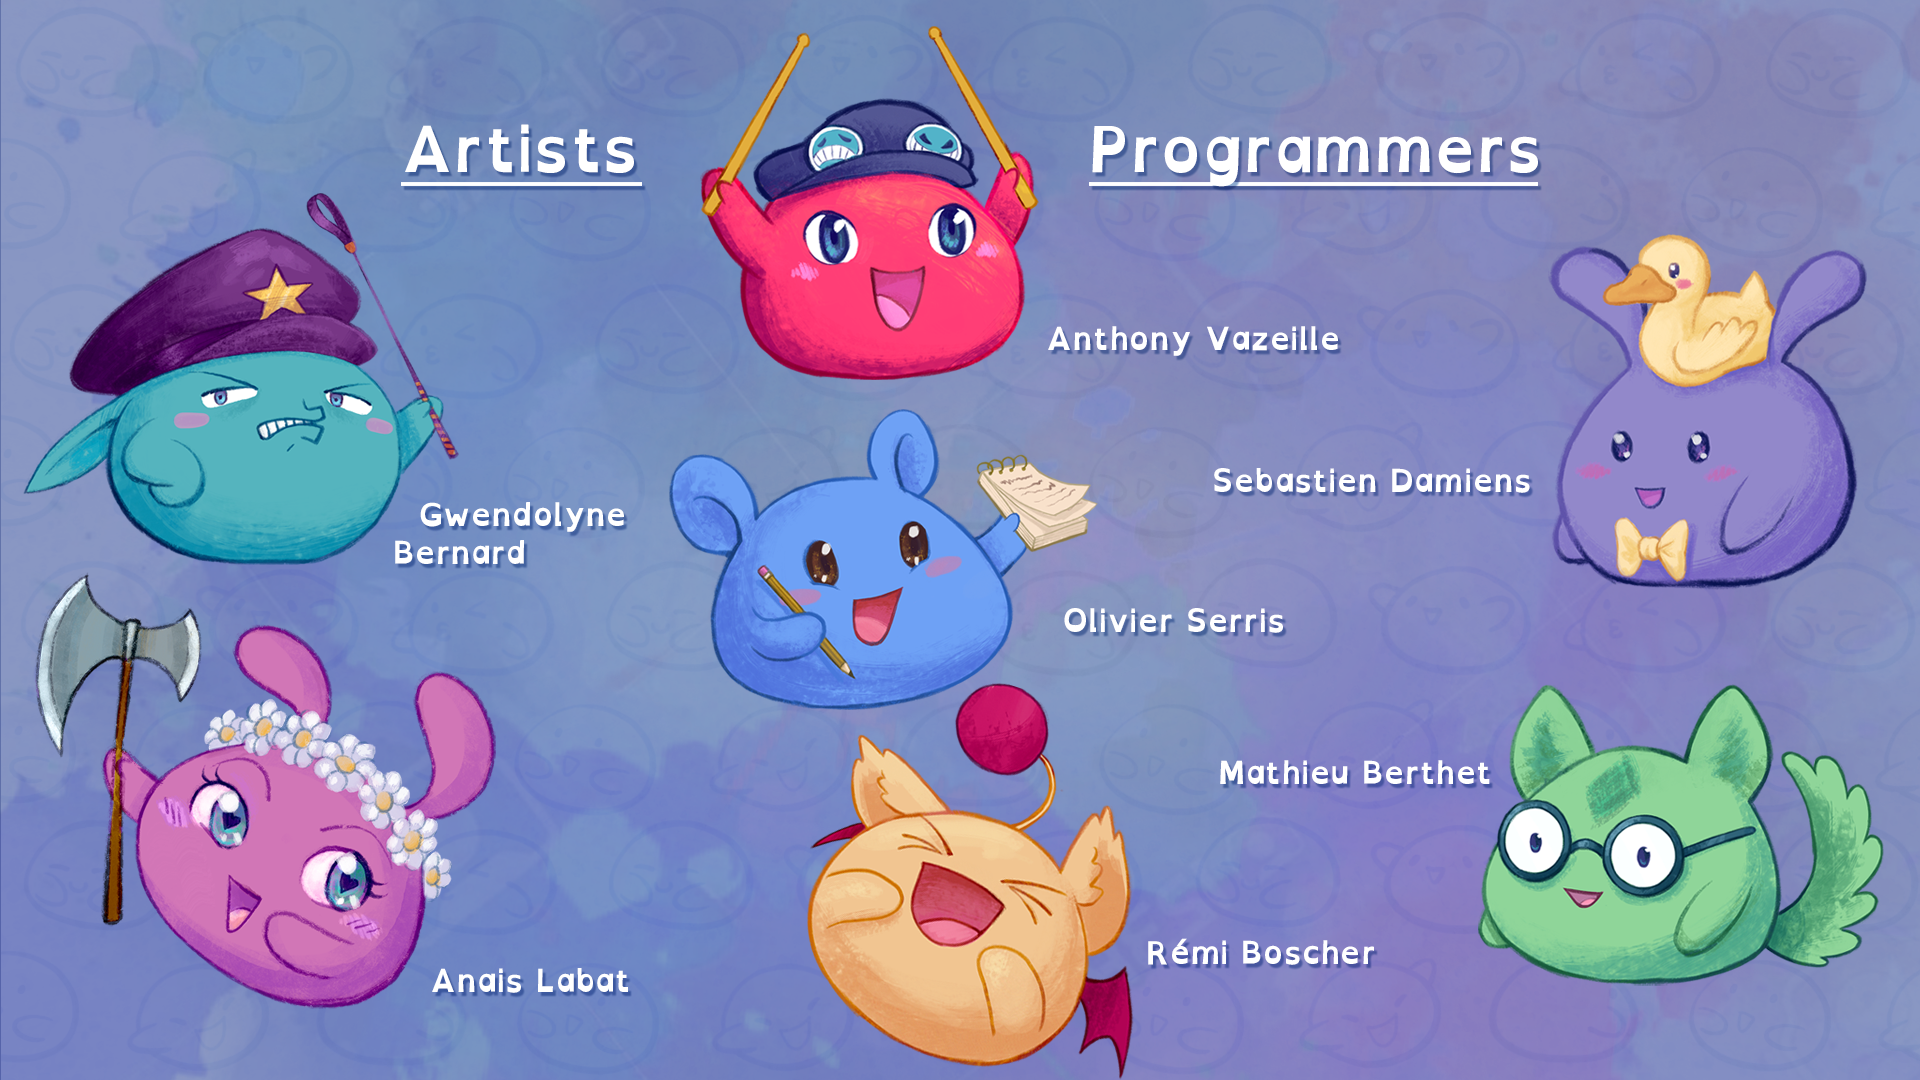 Artists
Gwendolyne
Bernard
Anais Labat
Programmers
Anthony Vazeille
Sebastien Damiens
Olivier Serris
Mathieu Berthet
Rémi Boscher